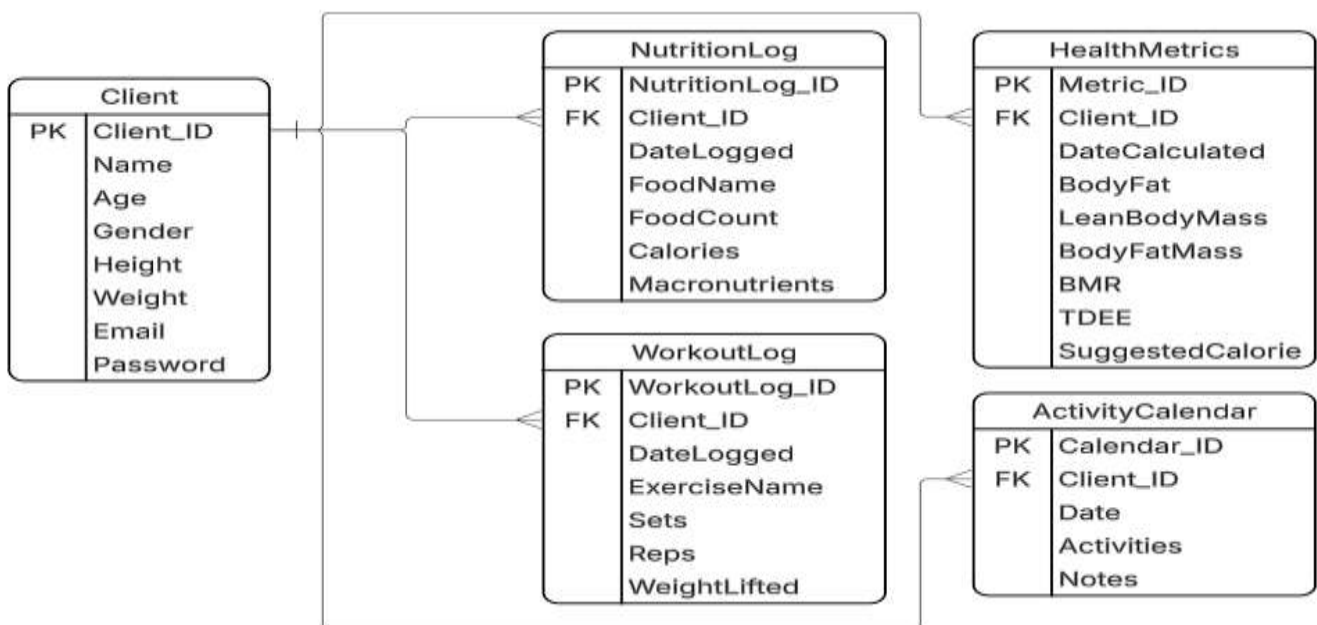 Client
PK Client_ID
Name
Age
Gender
Height
Weight
Email
Password
NutritionLog
PK NutritionLog_ID
FK Client_ID
DateLogged
FoodName
FoodCount
Calories
Macronutrients
WorkoutLog
PK WorkoutLog_ID
FK Client_ID
DateLogged
ExerciseName
Sets
Reps
WeightLifted
HealthMetrics
PK Metric_ID
FK Client_ID
DateCalculated
BodyFat
LeanBodyMass
BodyFatMass
BMR
TDEE
SuggestedCalorie
ActivityCalendar
PK Calendar_ID
FK Client_ID
Date
Activities
Notes